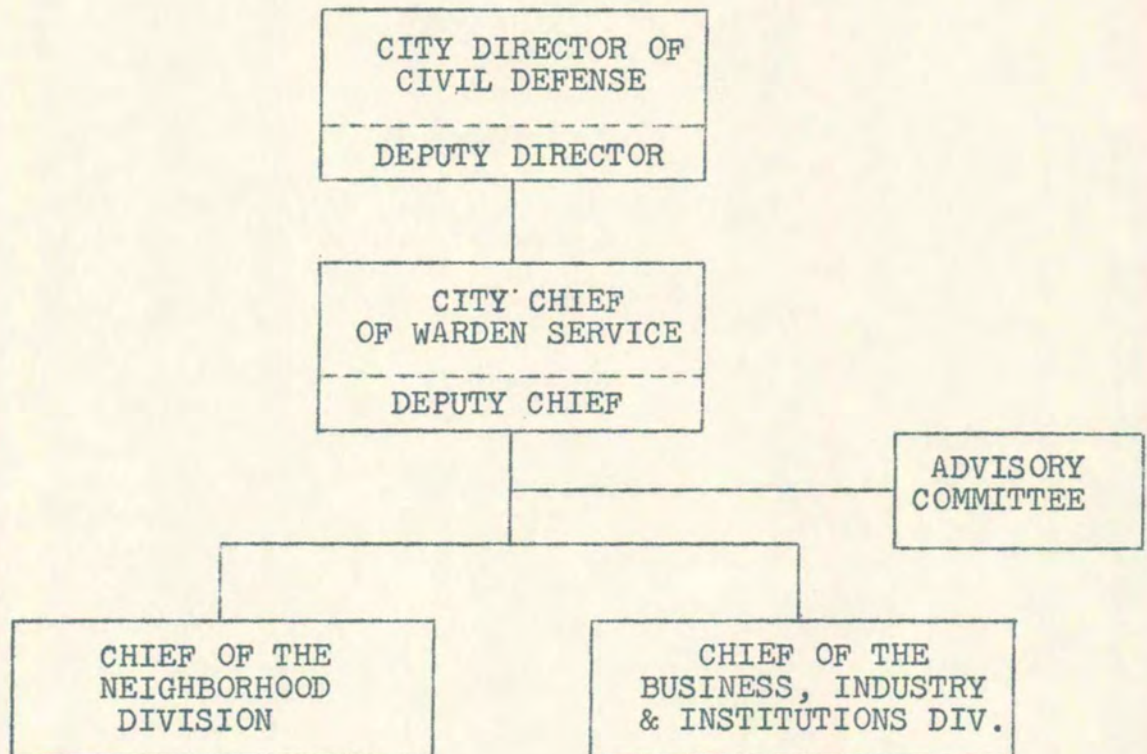 CITY DIRECTOR OF
CIVIL DEFENSE
DEPUTY DIRECTOR
CITY CHIEF
OF WARDEN SERVICE
DEPUTY CHIEF
ADVISORY
COMMITTEE
CHIEF OF THE
NEIGHBORHOOD
DIVISION
CHIEF OF THE
BUSINESS, INDUSTRY
& INSTITUTIONS DIV.